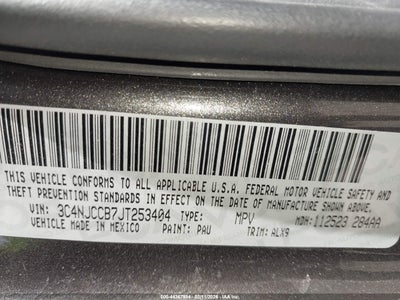 THIS VEHICLE CONFORMS TO ALL APPLICABLE U.S.A. FEDERAL MOTOR VEHICLE SAFETY AND
THEFT PREVENTION STANDARDS IN EFFECT ON THE DATE OF MANUFACTURE SHOWN ABOVE.
VIN: 3C4NJCCB7JT253404 TYPE: MPV MDH: 112523 284AA
VEHICLE MADE IN MEXICO PAINT: PAU TRIM: ALX9